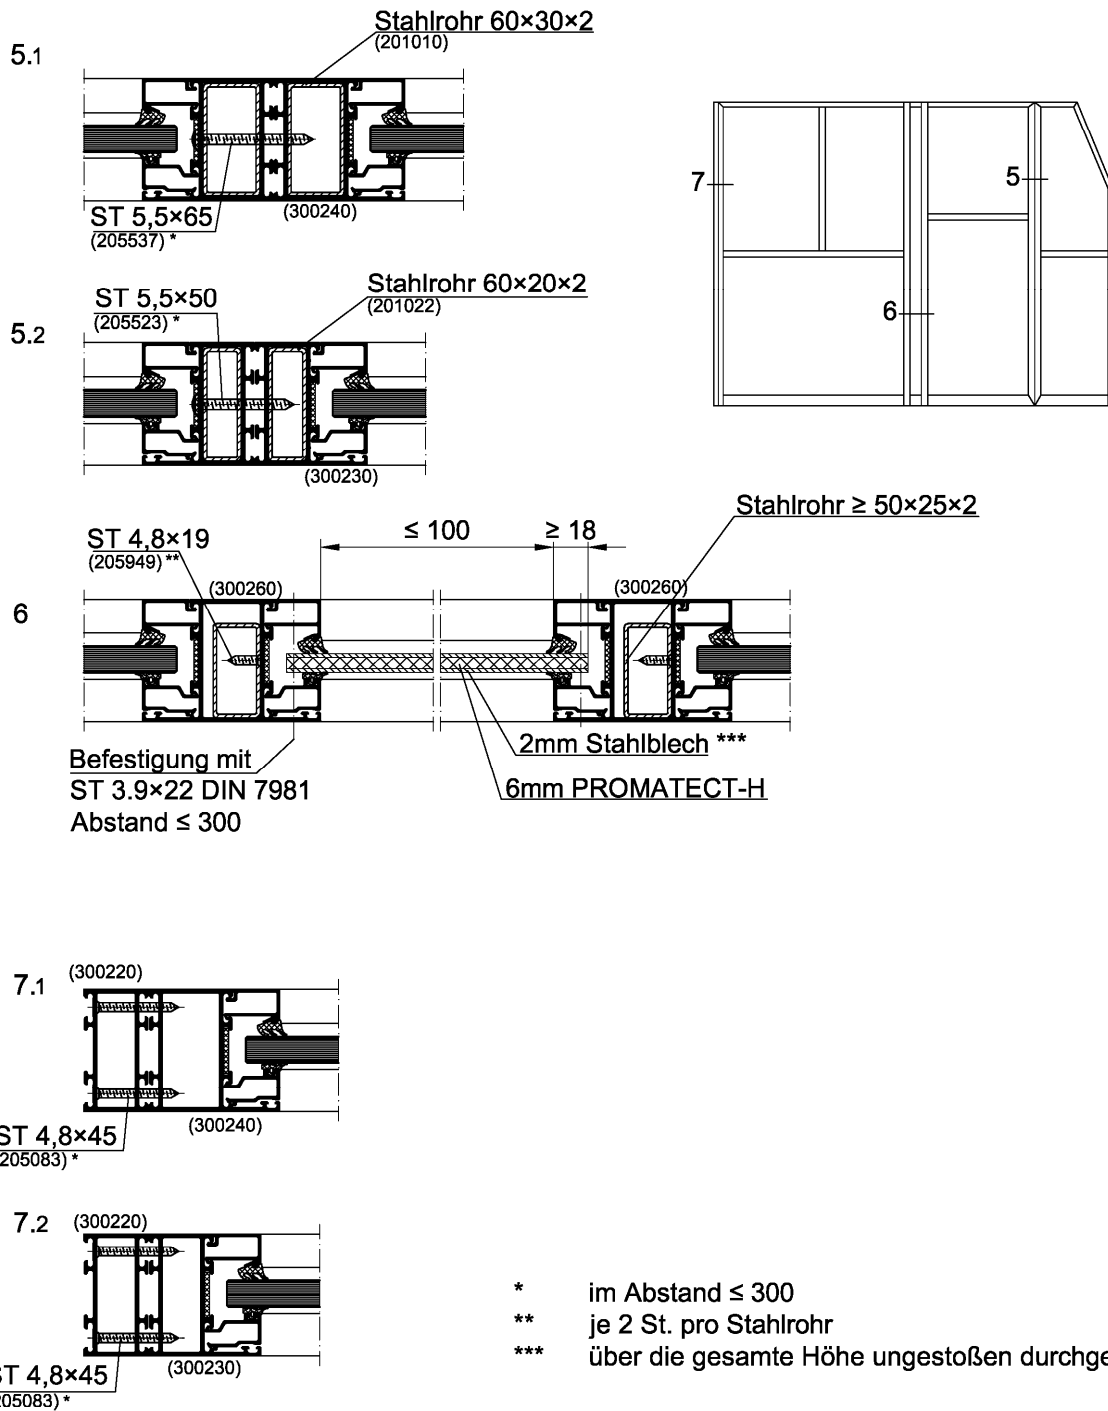 Stahlrohr 60×30×2
(201010)
5.1
ST 5,5×65
(205537) *
(300240)
7
5
6
Stahlrohr 60×20×2
(201022)
ST 5,5×50
(205523) *
5.2
(300230)
Stahlrohr ≥ 50×25×2
≤ 100
≥ 18
ST 4,8×19
(205949) **
(300260)
(300260)
6
2mm Stahlblech ***
6mm PROMATECT-H
Befestigung mit
ST 3.9×22 DIN 7981
Abstand ≤ 300
7.1
(300220)
(300240)
ST 4,8×45
205083) *
7.2
(300220)
(300230)
ST 4,8×45
205083) *
* im Abstand ≤ 300
** je 2 St. pro Stahlrohr
*** über die gesamte Höhe ungestoßen durchge